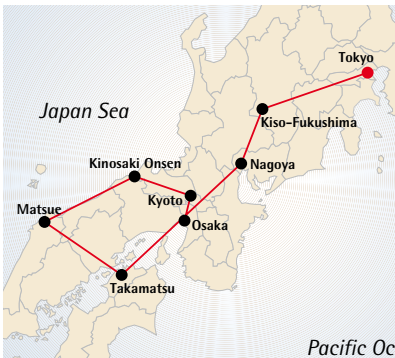 Tokyo
Japan Sea
Kiso-Fukushima
Kinosaki Onsen
Nagoya
Kyoto
Matsue
Osaka
Takamatsu
Pacific Oc